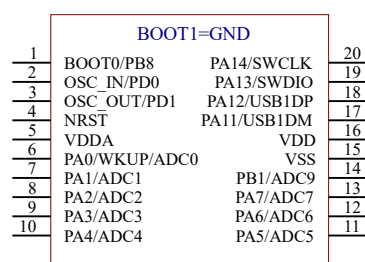 BOOT1=GND
1 BOOT0/PB8 PA14/SWCLK 20
2 OSC_IN/PD0 PA13/SWDIO 19
3 OSC_OUT/PD1 PA12/USB1DP 18
4 NRST PA11/USB1DM 17
5 VDDA VDD 16
6 PA0/WKUP/ADC0 VSS 15
7 PA1/ADC1 PB1/ADC9 14
8 PA2/ADC2 PA7/ADC7 13
9 PA3/ADC3 PA6/ADC6 12
10 PA4/ADC4 PA5/ADC5 11